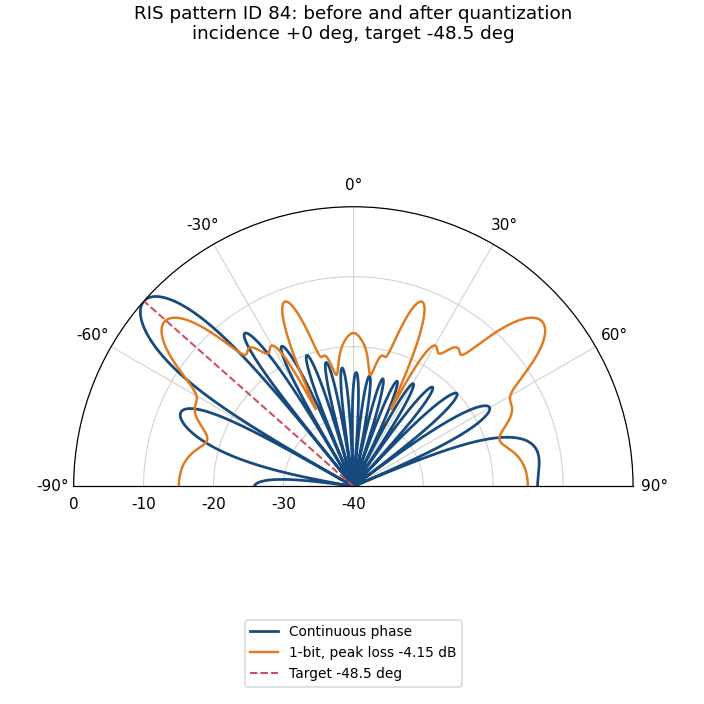 RIS pattern ID 84: before and after quantization
incidence +0 deg, target -48.5 deg
0°
-30°
30°
-60°
60°
-90°
90°
0
-10
-20
-30
-40
Continuous phase
1-bit, peak loss -4.15 dB
Target -48.5 deg